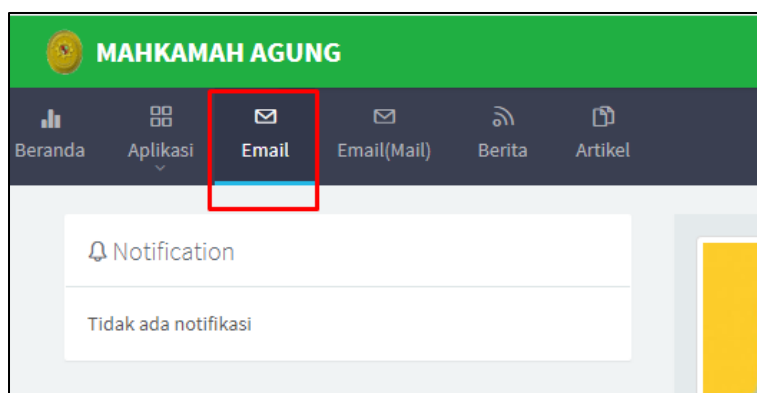 MAHKAMAH AGUNG
Beranda Aplikasi Email Email(Mail) Berita Artikel
Notification
Tidak ada notifikasi